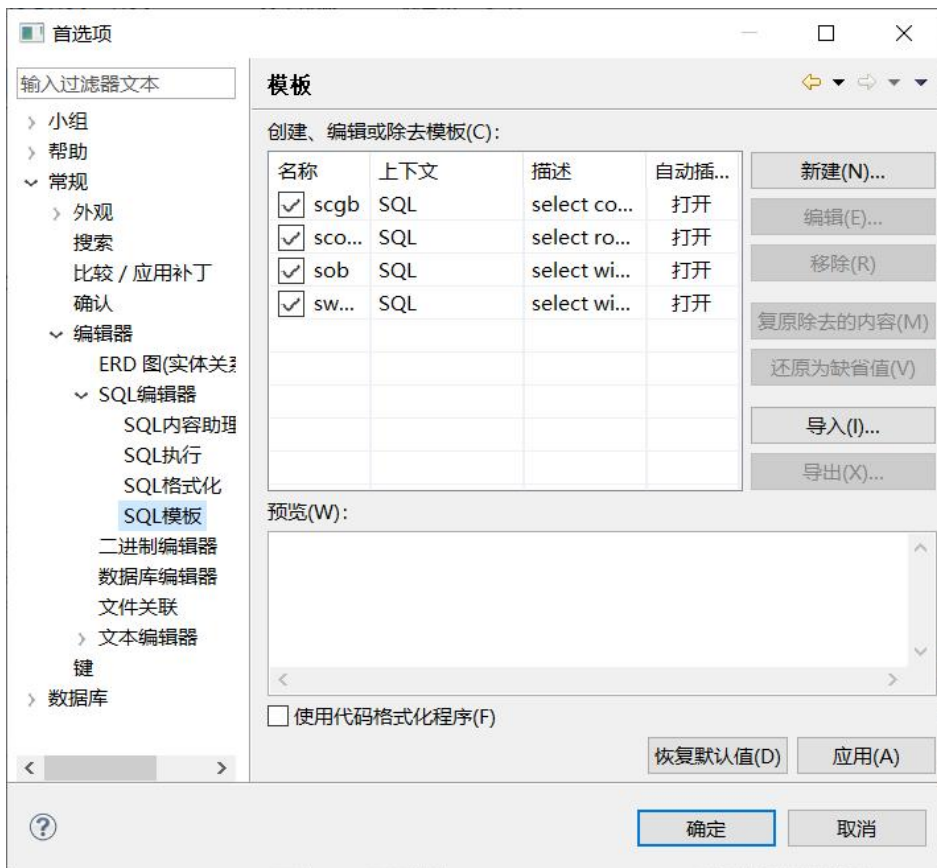 首选项
输入过滤器文本
小组
帮助
常规
外观
搜索
比较 / 应用补丁
确认
编辑器
ERD 图(实体关系
SQL编辑器
SQL内容助理
SQL执行
SQL格式化
SQL模板
二进制编辑器
数据库编辑器
文件关联
文本编辑器
键
数据库
模板
创建、编辑或除去模板(C):
名称 上下文 描述 自动插...
scgb SQL select co... 打开
sco... SQL select ro... 打开
sob SQL select wi... 打开
sw... SQL select wi... 打开
新建(N)...
编辑(E)...
移除(R)
复原除去的内容(M)
还原为缺省值(V)
导入(I)...
导出(X)...
预览(W):
使用代码格式化程序(F)
恢复默认值(D) 应用(A)
确定 取消